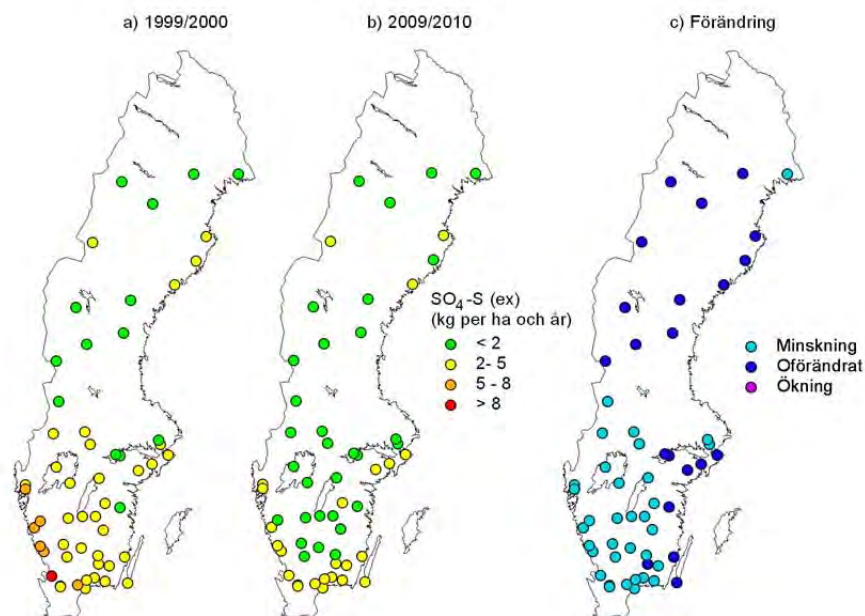 a) 1999/2000
b) 2009/2010
c) Förändring
SO4-S (ex)
(kg per ha och år)
< 2
2- 5
5 - 8
> 8
Minskning
Oförändrat
Ökning